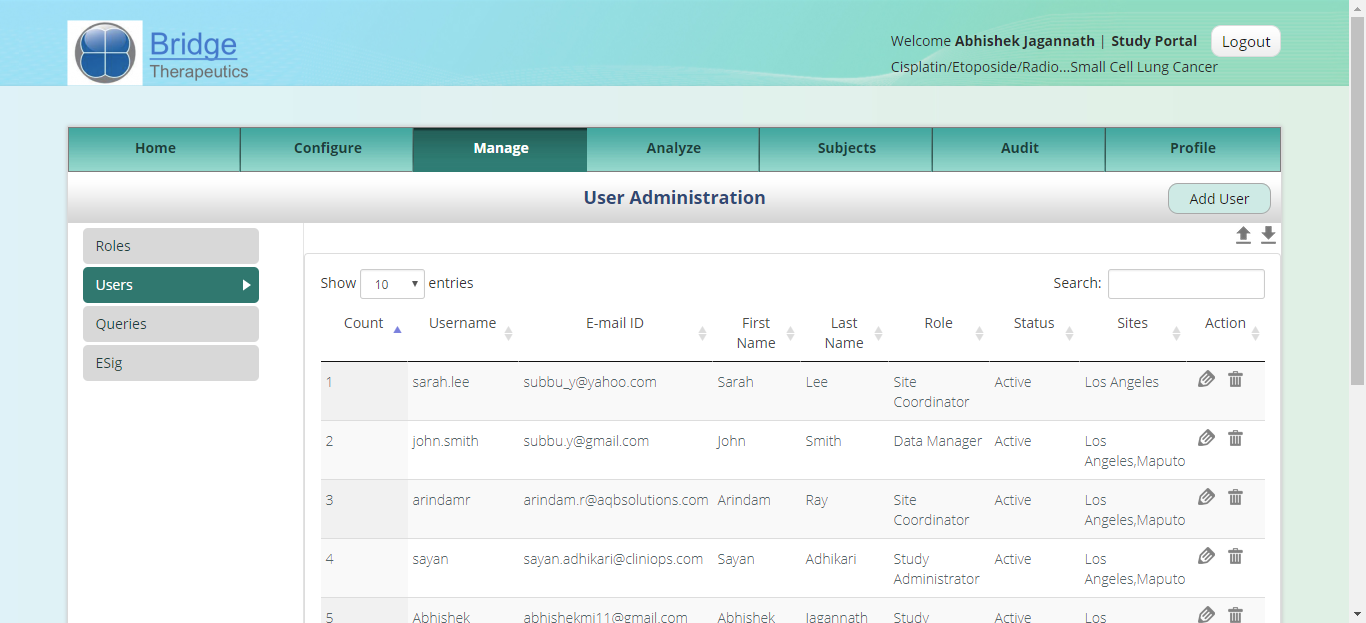 Bridge
Therapeutics
Welcome Abhishek Jagannath | Study Portal
Logout
Cisplatin/Etoposide/Radio...Small Cell Lung Cancer
Home Configure Manage Analyze Subjects Audit Profile
User Administration
Add User
Roles
Users
Queries
ESig
Show 10 entries
Search:
Count Username E-mail ID First Name Last Name Role Status Sites Action
1 sarah.lee subbu_y@yahoo.com Sarah Lee Site Coordinator Active Los Angeles
2 john.smith subbu.y@gmail.com John Smith Data Manager Active Los Angeles,Maputo
3 arindamr arindam.r@aqbsolutions.com Arindam Ray Site Coordinator Active Los Angeles,Maputo
4 sayan sayan.adhikari@cliniops.com Sayan Adhikari Study Administrator Active Los Angeles,Maputo
5 Abhishek abhishekmi11@gmail.com Abhishek Jagannath Study Active Los